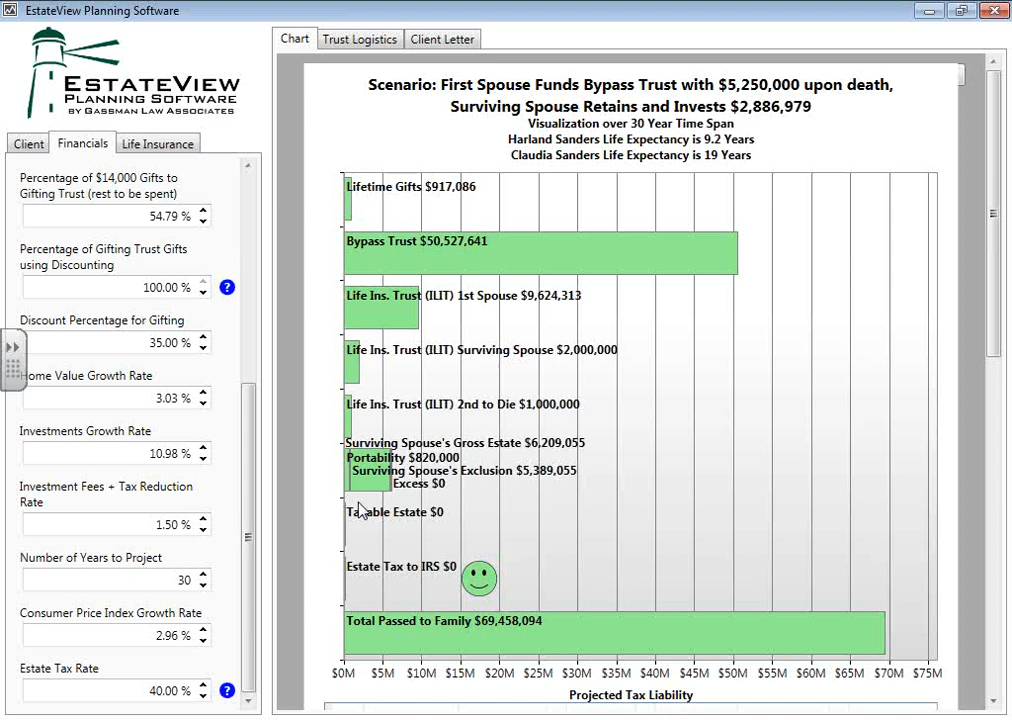 EstateView Planning Software
ESTATEVIEW
PLANNING SOFTWARE
BY GASSMAN LAW ASSOCIATES
Client
Financials
Life Insurance
Percentage of $14,000 Gifts to
Gifting Trust (rest to be spent)
54.79 %
Percentage of Gifting Trust Gifts
using Discounting
100.00 %
?
Discount Percentage for Gifting
35.00 %
Home Value Growth Rate
3.03 %
Investments Growth Rate
10.98 %
Investment Fees + Tax Reduction
Rate
1.50 %
Number of Years to Project
30
Consumer Price Index Growth Rate
2.96 %
Estate Tax Rate
40.00 %
?
Chart
Trust Logistics
Client Letter
Scenario: First Spouse Funds Bypass Trust with $5,250,000 upon death,
Surviving Spouse Retains and Invests $2,886,979
Visualization over 30 Year Time Span
Harland Sanders Life Expectancy is 9.2 Years
Claudia Sanders Life Expectancy is 19 Years
Lifetime Gifts $917,086
Bypass Trust $50,527,641
Life Ins. Trust (ILIT) 1st Spouse $9,624,313
Life Ins. Trust (ILIT) Surviving Spouse $2,000,000
Life Ins. Trust (ILIT) 2nd to Die $1,000,000
Surviving Spouse's Gross Estate $6,209,055
Portability $820,000
Surviving Spouse's Exclusion $5,389,055
Excess $0
Taxable Estate $0
Estate Tax to IRS $0
Total Passed to Family $69,458,094
$0M $5M $10M $15M $20M $25M $30M $35M $40M $45M $50M $55M $60M $65M $70M $75M
Projected Tax Liability